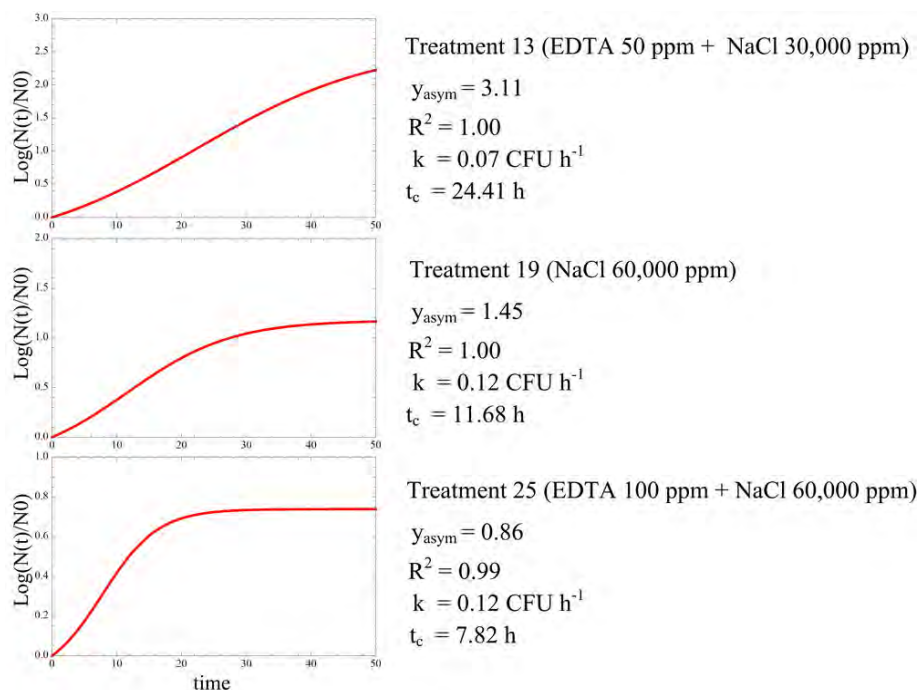 3.0
2.5
2.0
1.5
1.0
0.5
0.0
0
10
20
30
40
50
Log(N(t)/N0)
Treatment 13 (EDTA 50 ppm + NaCl 30,000 ppm)
yasym = 3.11
R² = 1.00
k = 0.07 CFU h⁻¹
tc = 24.41 h
2.0
1.5
1.0
0.5
0.0
0
10
20
30
40
50
Log(N(t)/N0)
Treatment 19 (NaCl 60,000 ppm)
yasym = 1.45
R² = 1.00
k = 0.12 CFU h⁻¹
tc = 11.68 h
1.0
0.8
0.6
0.4
0.2
0.0
0
10
20
30
40
50
Log(N(t)/N0)
time
Treatment 25 (EDTA 100 ppm + NaCl 60,000 ppm)
yasym = 0.86
R² = 0.99
k = 0.12 CFU h⁻¹
tc = 7.82 h